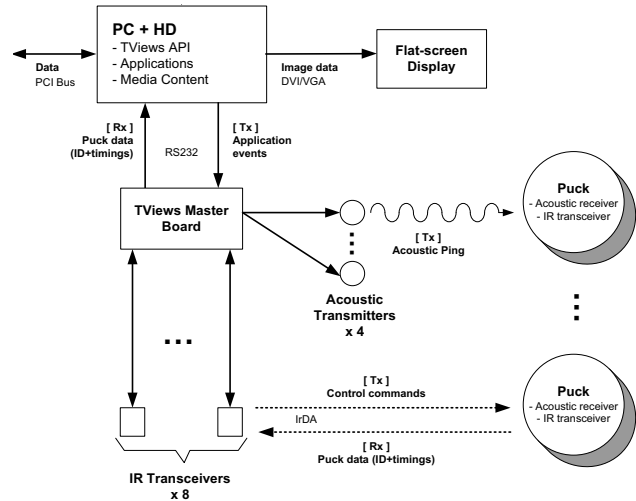 PC + HD
- TViews API
- Applications
- Media Content
Data
PCI Bus
Image data
DVI/VGA
Flat-screen
Display
[ Rx ]
Puck data
(ID+timings)
RS232
[ Tx ]
Application
events
TViews Master
Board
[ Tx ]
Acoustic Ping
Puck
- Acoustic receiver
- IR transceiver
Acoustic
Transmitters
x 4
[ Tx ]
Control commands
IrDA
[ Rx ]
Puck data (ID+timings)
Puck
- Acoustic receiver
- IR transceiver
IR Transceivers
x 8